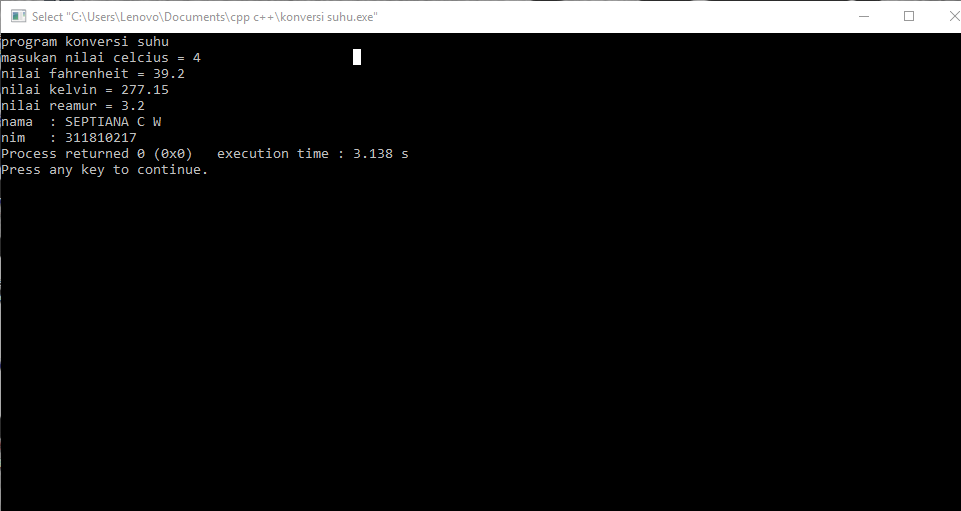 Select "C:\Users\Lenovo\Documents\cpp c++\konversi suhu.exe"
program konversi suhu
masukan nilai celcius = 4
nilai fahrenheit = 39.2
nilai kelvin = 277.15
nilai reamur = 3.2
nama  : SEPTIANA C W
nim   : 311810217
Process returned 0 (0x0)   execution time : 3.138 s
Press any key to continue.